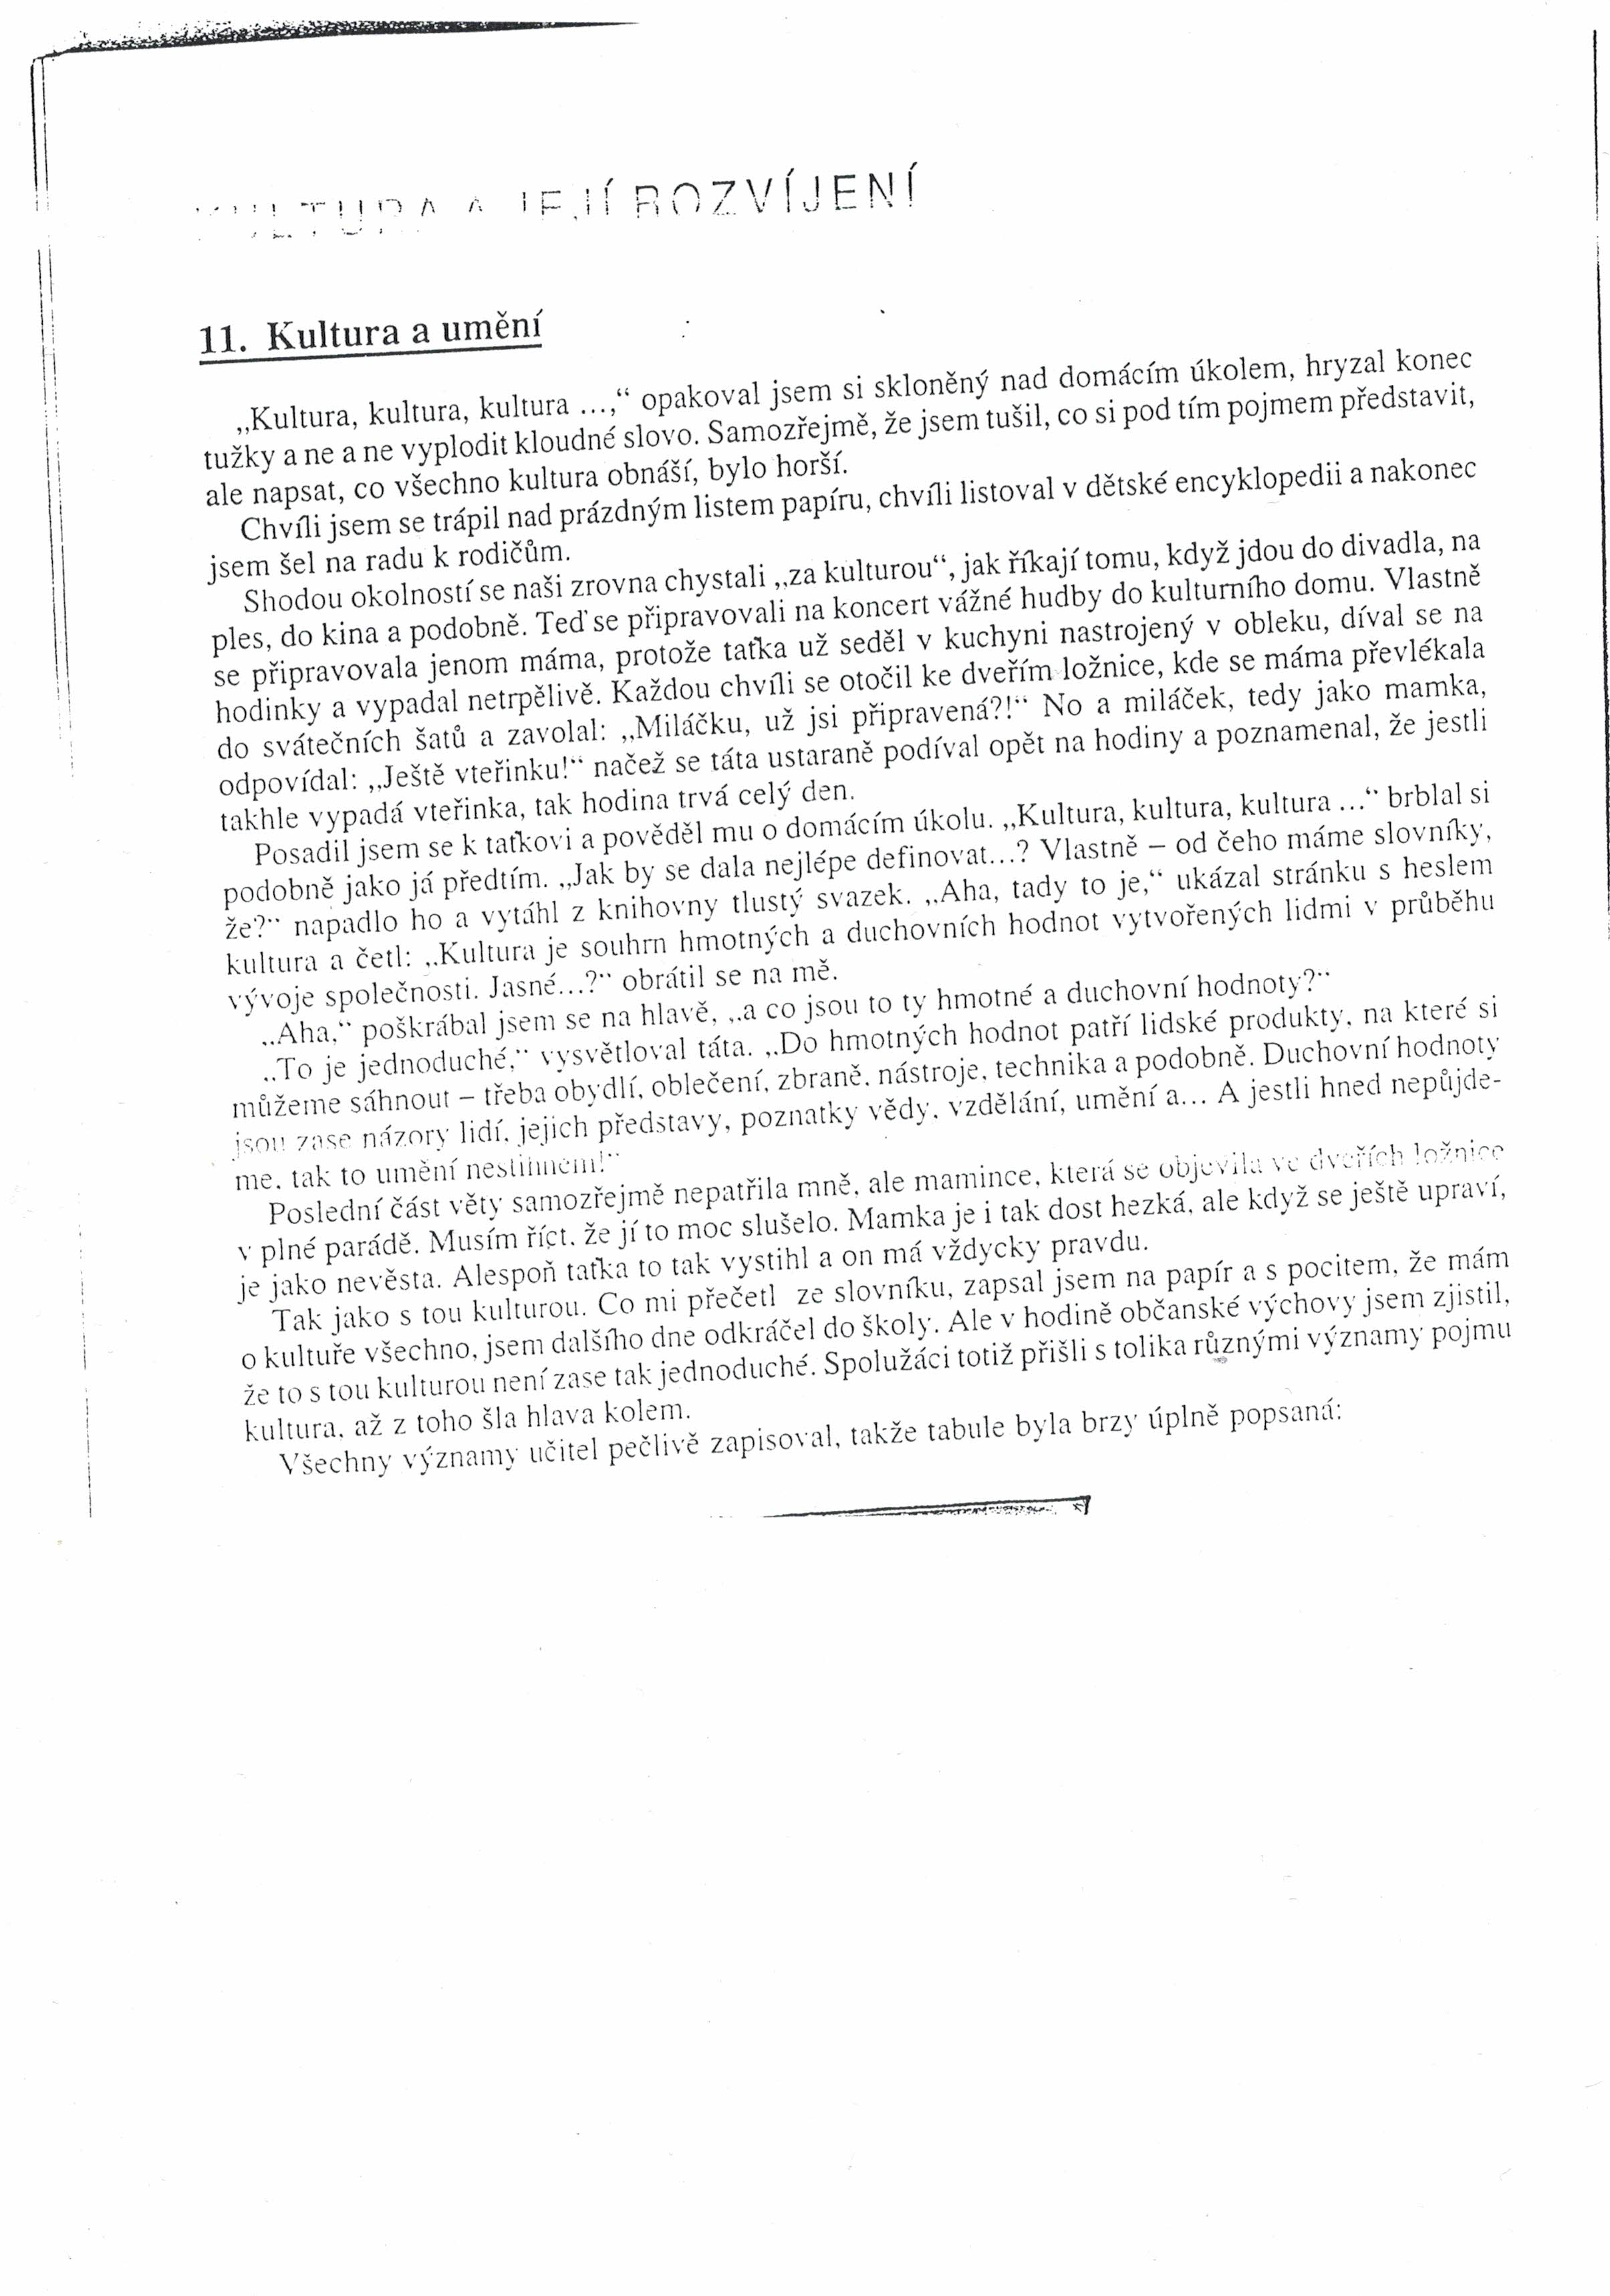 KULTURA A JEJÍ ROZVÍJENÍ
11. Kultura a umění
„Kultura, kultura, kultura ...,“ opakoval jsem si skloněný nad domácím úkolem, hryzal konec
tužky a ne a ne vyplodit kloudné slovo. Samozřejmě, že jsem tušil, co si pod tím pojmem představit,
ale napsat, co všechno kultura obnáší, bylo horší.
Chvíli jsem se trápil nad prázdným listem papíru, chvíli listoval v dětské encyklopedii a nakonec
jsem šel na radu k rodičům.
Shodou okolností se naši zrovna chystali „za kulturou“, jak říkají tomu, když jdou do divadla, na
ples, do kina a podobně. Teď se připravovali na koncert vážné hudby do kulturního domu. Vlastně
se připravovala jenom máma, protože taťka už seděl v kuchyni nastrojený v obleku, díval se na
hodinky a vypadal netrpělivě. Každou chvíli se otočil ke dveřím ložnice, kde se máma převlékala
do svátečních šatů a zavolal: „Miláčku, už jsi připravená?!“ No a miláček, tedy jako mamka,
odpovídal: „Ještě vteřinku!“ načež se táta ustaraně podíval opět na hodiny a poznamenal, že jestli
takhle vypadá vteřinka, tak hodina trvá celý den.
Posadil jsem se k taťkovi a pověděl mu o domácím úkolu. „Kultura, kultura, kultura ...“ brblal si
podobně jako já předtím. „Jak by se dala nejlépe definovat...? Vlastně – od čeho máme slovníky,
že?“ napadlo ho a vytáhl z knihovny tlustý svazek. „Aha, tady to je,“ ukázal stránku s heslem
kultura a četl: „Kultura je souhrn hmotných a duchovních hodnot vytvořených lidmi v průběhu
vývoje společnosti. Jasné...?“ obrátil se na mě.
„Aha,“ poškrábal jsem se na hlavě, „a co jsou to ty hmotné a duchovní hodnoty?“
„To je jednoduché,“ vysvětloval táta. „Do hmotných hodnot patří lidské produkty, na které si
můžeme sáhnout – třeba obydlí, oblečení, zbraně, nástroje, technika a podobně. Duchovní hodnoty
jsou zase názory lidí, jejich představy, poznatky vědy, vzdělání, umění a... A jestli hned nepůjde-
me, tak to umění nestihnem!“
Poslední část věty samozřejmě nepatřila mně, ale mamince, která se objevila ve dveřích ložnice
v plné parádě. Musím říct, že jí to moc slušelo. Mamka je i tak dost hezká, ale když se ještě upraví,
je jako nevěsta. Alespoň taťka to tak vystihl a on má vždycky pravdu.
Tak jako s tou kulturou. Co mi přečetl ze slovníku, zapsal jsem na papír a s pocitem, že mám
o kultuře všechno, jsem dalšího dne odkráčel do školy. Ale v hodině občanské výchovy jsem zjistil,
že to s tou kulturou není zase tak jednoduché. Spolužáci totiž přišli s tolika různými významy pojmu
kultura, až z toho šla hlava kolem.
Všechny významy učitel pečlivě zapisoval, takže tabule byla brzy úplně popsaná: